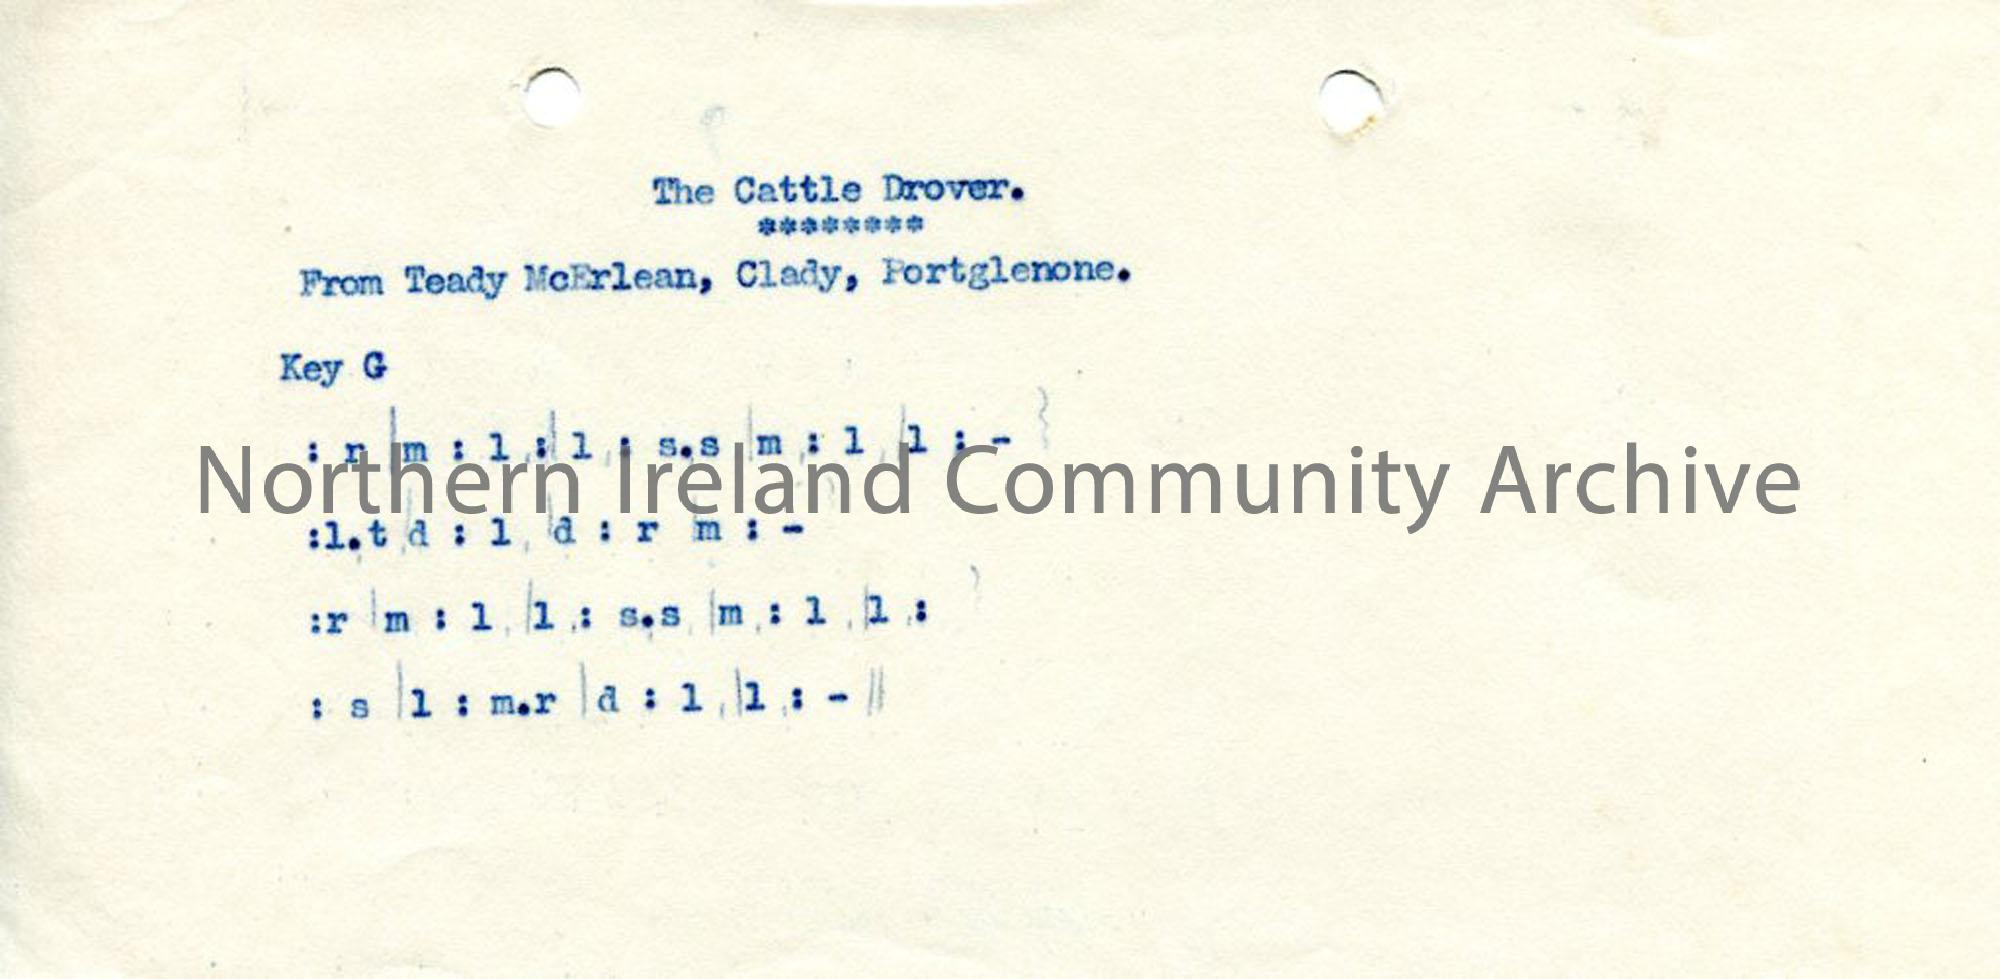 The Cattle Drover.
********
From Teady McErlean, Clady, Portglenone.
Key G
: r |m : l :|l : s.s |m : l |l : - }
Northern Ireland Community Archive
:l.t |d : l |d : r m : -
:r |m : l |l : s.s |m : l |l :
: s |l : m.r |d : l |l : - ||